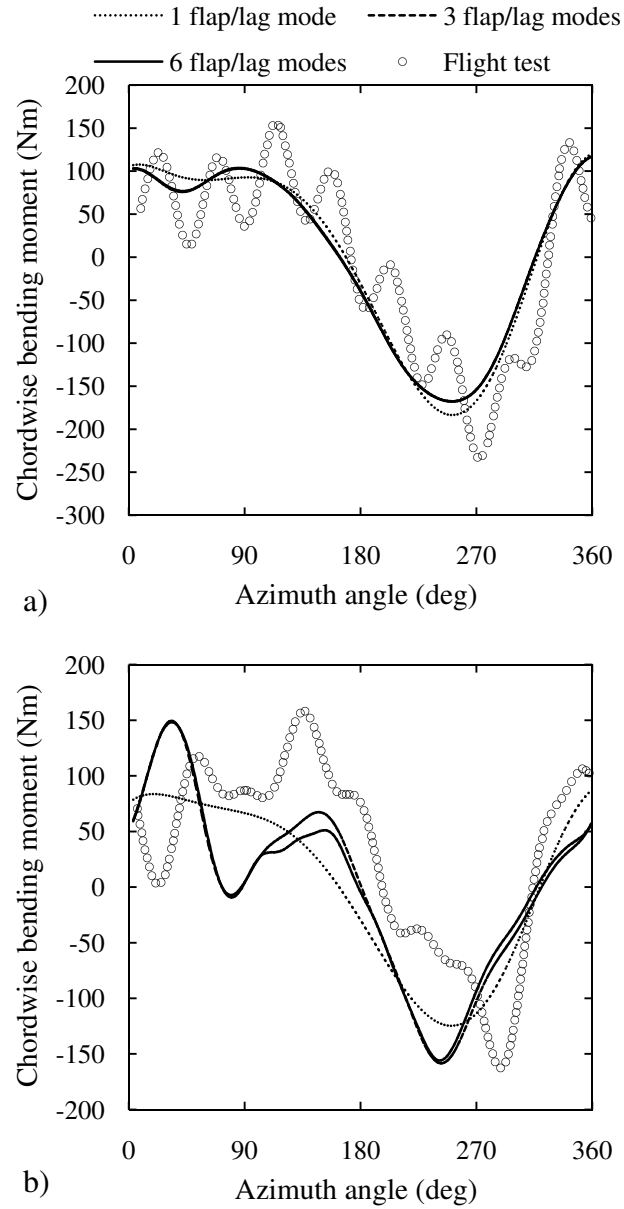 1 flap/lag mode 3 flap/lag modes
6 flap/lag modes Flight test
200
150
100
50
0
-50
-100
-150
-200
-250
-300
Chordwise bending moment (Nm)
0 90 180 270 360
Azimuth angle (deg)
a)
200
150
100
50
0
-50
-100
-150
-200
Chordwise bending moment (Nm)
0 90 180 270 360
Azimuth angle (deg)
b)